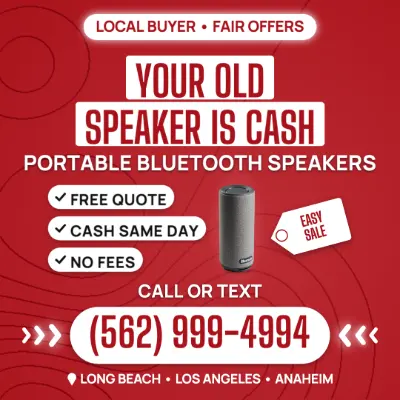 LOCAL BUYER • FAIR OFFERS
YOUR OLD
SPEAKER IS CASH
PORTABLE BLUETOOTH SPEAKERS
FREE QUOTE
CASH SAME DAY
NO FEES
EASY
SALE
CALL OR TEXT
(562) 999-4994
LONG BEACH • LOS ANGELES • ANAHEIM